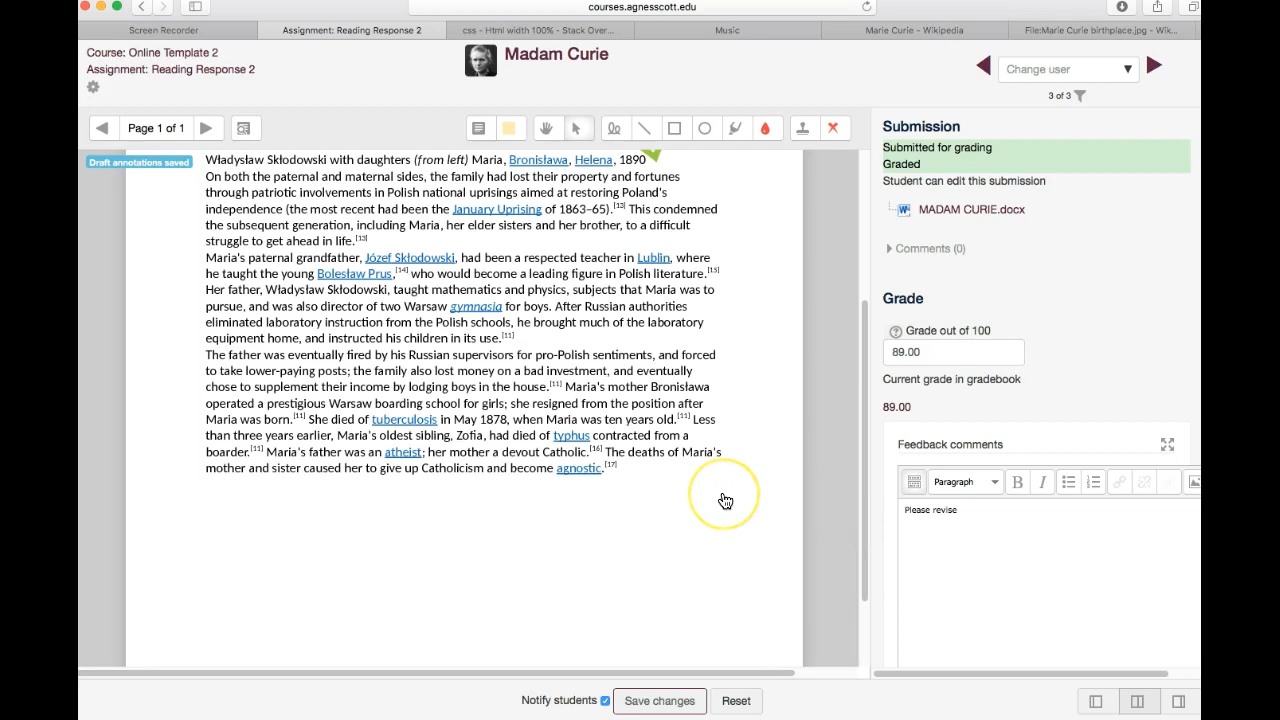 courses.agnesscott.edu
Screen Recorder
Assignment: Reading Response 2
css - Html width 100% - Stack Over...
Music
Marie Curie - Wikipedia
File:Marie Curie birthplace.jpg - Wik...
Course: Online Template 2
Assignment: Reading Response 2
Madam Curie
Change user
3 of 3
Page 1 of 1
Draft annotations saved
Władysław Skłodowski with daughters (from left) Maria, Bronisława, Helena, 1890
On both the paternal and maternal sides, the family had lost their property and fortunes
through patriotic involvements in Polish national uprisings aimed at restoring Poland's
independence (the most recent had been the January Uprising of 1863–65).[13] This condemned
the subsequent generation, including Maria, her elder sisters and her brother, to a difficult
struggle to get ahead in life.[13]
Maria's paternal grandfather, Józef Skłodowski, had been a respected teacher in Lublin, where
he taught the young Bolesław Prus,[14] who would become a leading figure in Polish literature.[15]
Her father, Władysław Skłodowski, taught mathematics and physics, subjects that Maria was to
pursue, and was also director of two Warsaw gymnasia for boys. After Russian authorities
eliminated laboratory instruction from the Polish schools, he brought much of the laboratory
equipment home, and instructed his children in its use.[11]
The father was eventually fired by his Russian supervisors for pro-Polish sentiments, and forced
to take lower-paying posts; the family also lost money on a bad investment, and eventually
chose to supplement their income by lodging boys in the house.[11] Maria's mother Bronisława
operated a prestigious Warsaw boarding school for girls; she resigned from the position after
Maria was born.[11] She died of tuberculosis in May 1878, when Maria was ten years old.[11] Less
than three years earlier, Maria's oldest sibling, Zofia, had died of typhus contracted from a
boarder.[11] Maria's father was an atheist; her mother a devout Catholic.[16] The deaths of Maria's
mother and sister caused her to give up Catholicism and become agnostic.[17]
Submission
Submitted for grading
Graded
Student can edit this submission
MADAM CURIE.docx
Comments (0)
Grade
Grade out of 100
89.00
Current grade in gradebook
89.00
Feedback comments
Paragraph
B I
Please revise
Notify students
Save changes
Reset